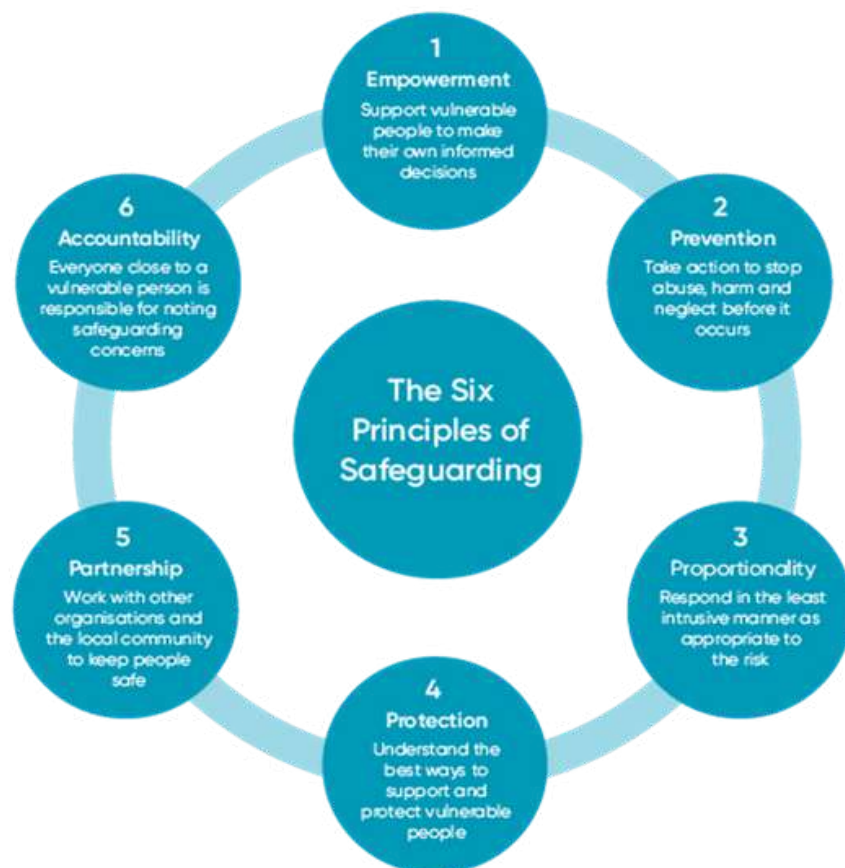 The Six
Principles of
Safeguarding
1
Empowerment
Support vulnerable
people to make
their own informed
decisions
2
Prevention
Take action to stop
abuse, harm and
neglect before it
occurs
3
Proportionality
Respond in the least
intrusive manner as
appropriate to
the risk
4
Protection
Understand the
best ways to
support and
protect vulnerable
people
5
Partnership
Work with other
organisations and
the local community
to keep people
safe
6
Accountability
Everyone close to a
vulnerable person is
responsible for noting
safeguarding
concerns